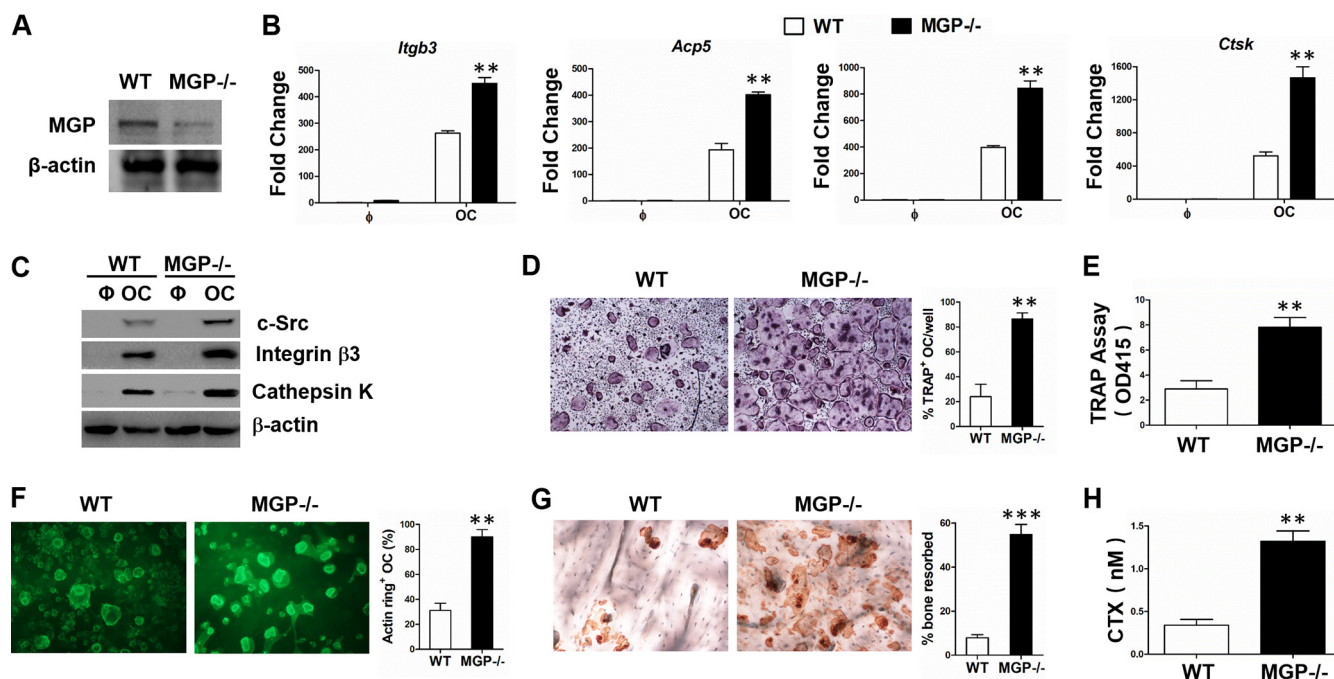 A
WT MGP-/-
MGP
β-actin
B
WT MGP-/-
Itgb3
Fold Change
500
400
300
200
100
0
**
ϕ OC
Acp5
Fold Change
500
400
300
200
100
0
**
ϕ OC
Fold Change
1000
800
600
400
200
0
**
ϕ OC
Ctsk
Fold Change
1600
1200
800
400
0
**
ϕ OC
C
WT MGP-/-
Φ OC Φ OC
c-Src
Integrin β3
Cathepsin K
β-actin
D
WT MGP-/-
% TRAP⁺ OC/well
100
80
60
40
20
0
**
WT MGP-/-
E
TRAP Assay
( OD415 )
10
8
6
4
2
0
**
WT MGP-/-
F
WT MGP-/-
Actin ring⁺ OC (%)
100
80
60
40
20
0
**
WT MGP-/-
G
WT MGP-/-
% bone resorbed
60
40
20
0
***
WT MGP-/-
H
CTX ( nM )
1.5
1.0
0.5
0.0
**
WT MGP-/-